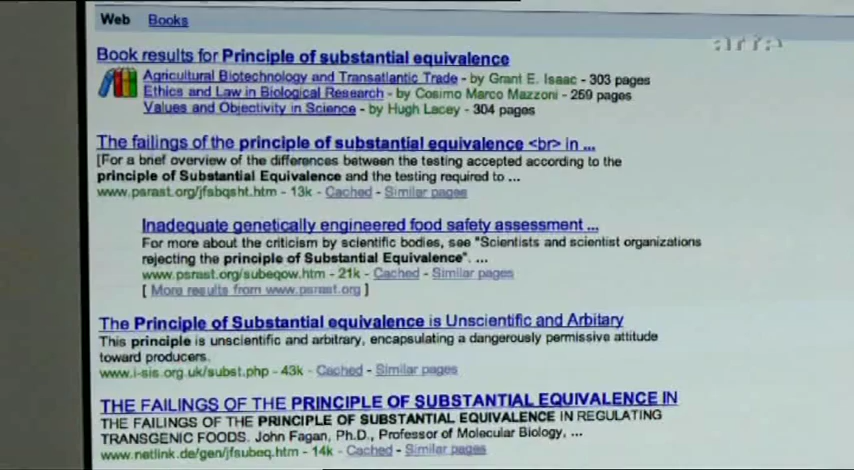 Web Books
arte
Book results for Principle of substantial equivalence
Agricultural Biotechnology and Transatlantic Trade - by Grant E. Isaac - 303 pages
Ethics and Law in Biological Research - by Cosimo Marco Mazzoni - 259 pages
Values and Objectivity in Science - by Hugh Lacey - 304 pages
The failings of the principle of substantial equivalence <br> in ...
[For a brief overview of the differences between the testing accepted according to the
principle of Substantial Equivalence and the testing required to ...
www.psrast.org/jfsbqsht.htm - 13k - Cached - Similar pages
Inadequate genetically engineered food safety assessment ...
For more about the criticism by scientific bodies, see "Scientists and scientist organizations
rejecting the principle of Substantial Equivalence". ...
www.psrast.org/subeqow.htm - 21k - Cached - Similar pages
[ More results from www.psrast.org ]
The Principle of Substantial equivalence is Unscientific and Arbitary
This principle is unscientific and arbitrary, encapsulating a dangerously permissive attitude
toward producers.
www.i-sis.org.uk/subst.php - 43k - Cached - Similar pages
THE FAILINGS OF THE PRINCIPLE OF SUBSTANTIAL EQUIVALENCE IN
THE FAILINGS OF THE PRINCIPLE OF SUBSTANTIAL EQUIVALENCE IN REGULATING
TRANSGENIC FOODS. John Fagan, Ph.D., Professor of Molecular Biology, ...
www.netlink.de/gen/jfsubeq.htm - 14k - Cached - Similar pages